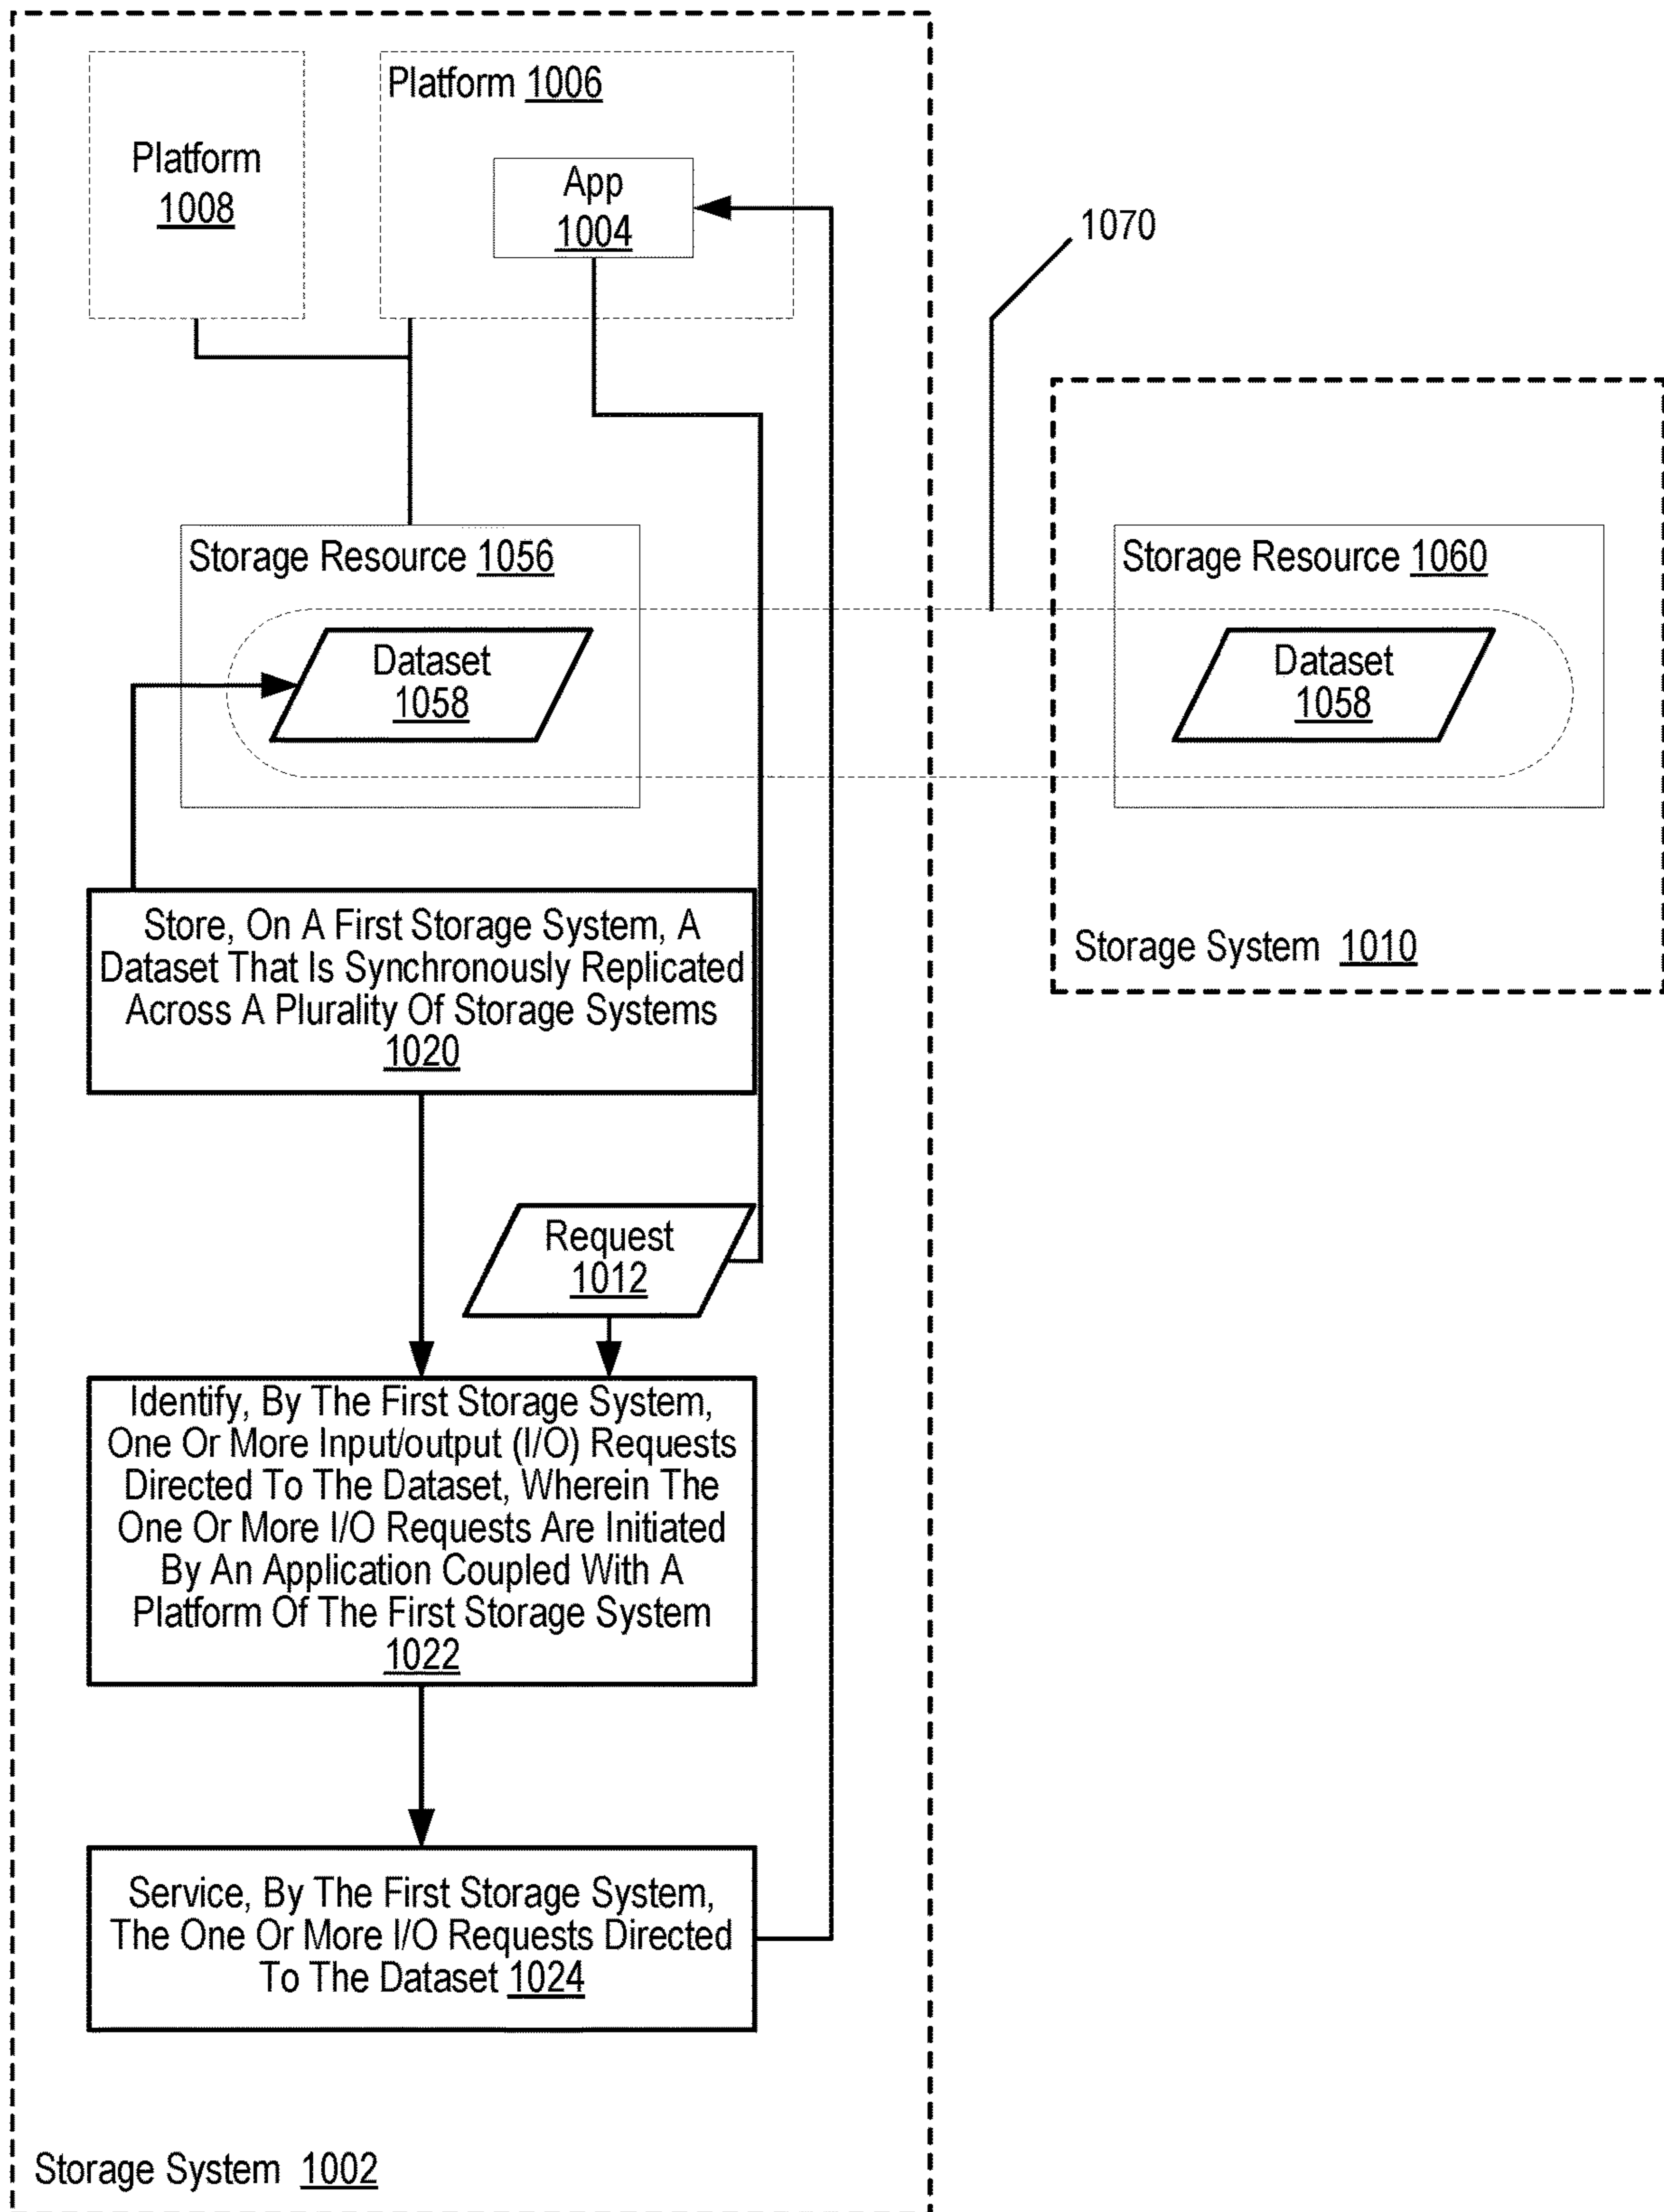 Platform
1008
Platform 1006
App
1004
1070
Storage Resource 1056
Dataset
1058
Storage Resource 1060
Dataset
1058
Storage System 1010
Store, On A First Storage System, A
Dataset That Is Synchronously Replicated
Across A Plurality Of Storage Systems
1020
Request
1012
Identify, By The First Storage System,
One Or More Input/output (I/O) Requests
Directed To The Dataset, Wherein The
One Or More I/O Requests Are Initiated
By An Application Coupled With A
Platform Of The First Storage System
1022
Service, By The First Storage System,
The One Or More I/O Requests Directed
To The Dataset 1024
Storage System 1002